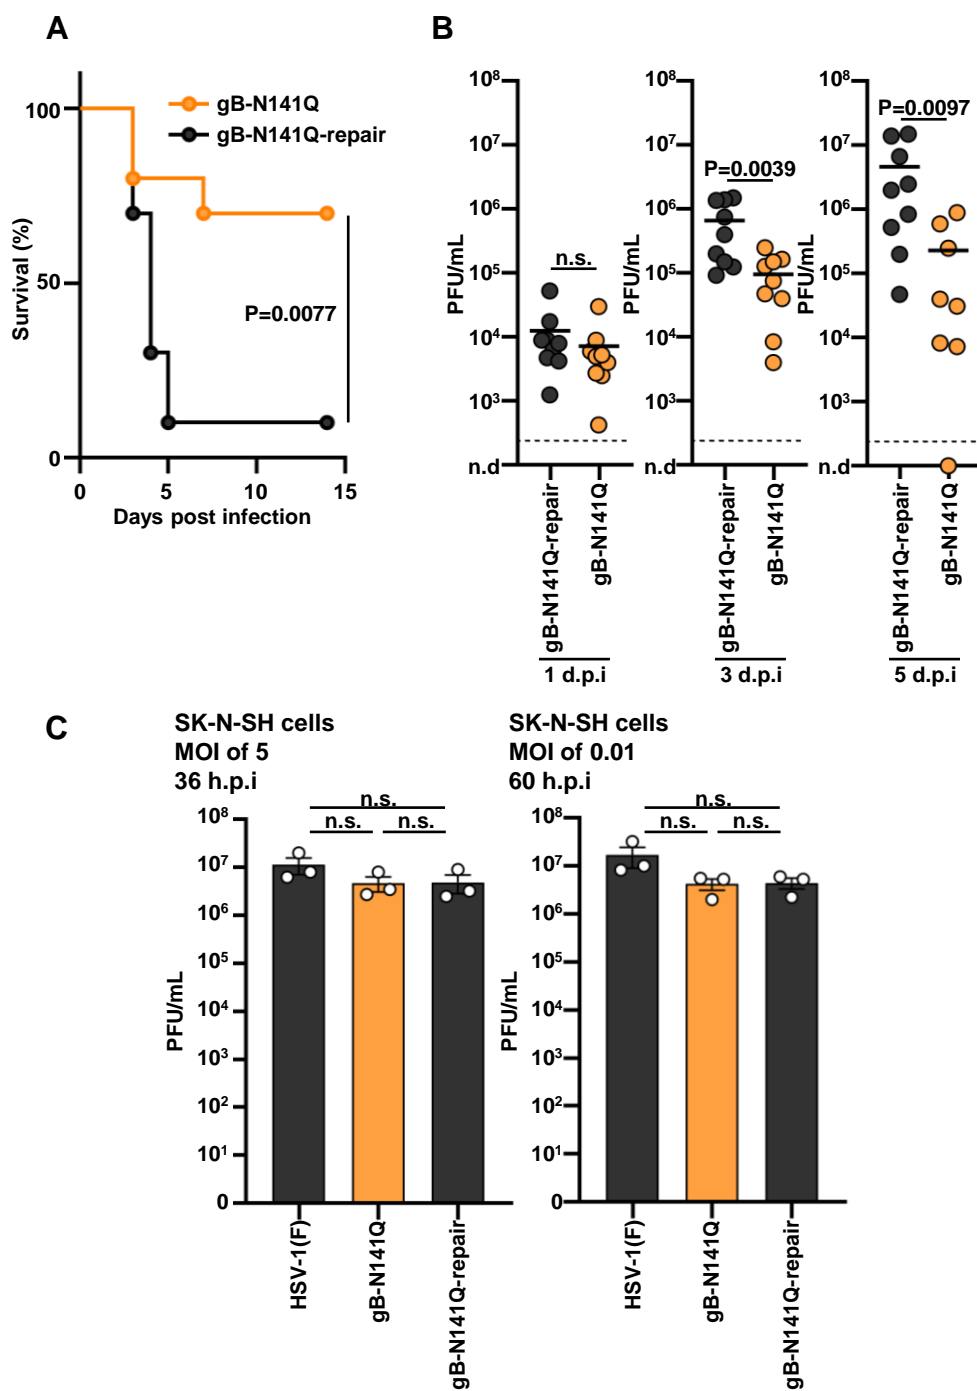 A
100
50
0
0
5
10
15
Survival (%)
Days post infection
gB-N141Q
gB-N141Q-repair
P=0.0077
B
PFU/mL
10⁸
10⁷
10⁶
10⁵
10⁴
10³
n.d
n.s.
gB-N141Q-repair
gB-N141Q
1 d.p.i
PFU/mL
10⁸
10⁷
10⁶
10⁵
10⁴
10³
n.d
P=0.0039
gB-N141Q-repair
gB-N141Q
3 d.p.i
PFU/mL
10⁸
10⁷
10⁶
10⁵
10⁴
10³
n.d
P=0.0097
gB-N141Q-repair
gB-N141Q
5 d.p.i
C
SK-N-SH cells
MOI of 5
36 h.p.i
n.s.
n.s.
n.s.
PFU/mL
10⁸
10⁷
10⁶
10⁵
10⁴
10³
10²
10¹
0
HSV-1(F)
gB-N141Q
gB-N141Q-repair
SK-N-SH cells
MOI of 0.01
60 h.p.i
n.s.
n.s.
n.s.
PFU/mL
10⁸
10⁷
10⁶
10⁵
10⁴
10³
10²
10¹
0
HSV-1(F)
gB-N141Q
gB-N141Q-repair